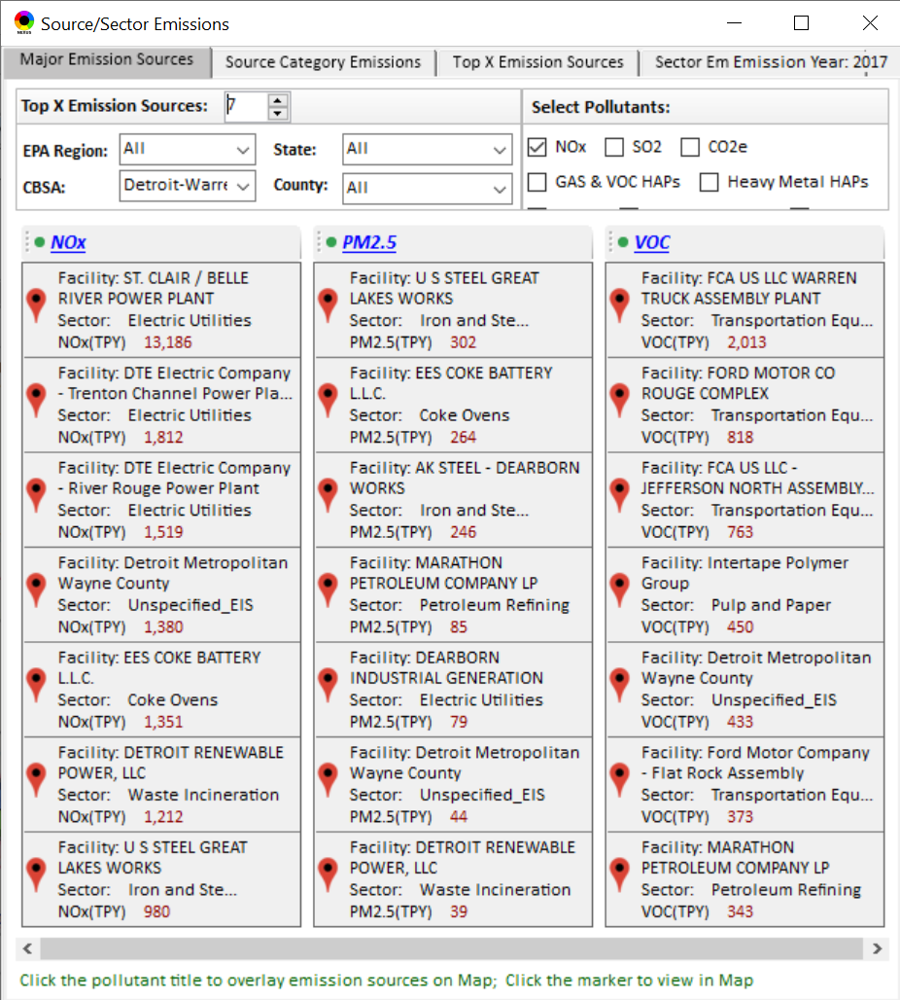 Source/Sector Emissions
Major Emission Sources
Source Category Emissions
Top X Emission Sources
Sector Em Emission Year: 2017
Top X Emission Sources: 7
EPA Region: All
State: All
CBSA: Detroit-Warre
County: All
Select Pollutants:
NOx SO2 CO2e
GAS & VOC HAPs Heavy Metal HAPs
NOx
Facility: ST. CLAIR / BELLE
RIVER POWER PLANT
Sector: Electric Utilities
NOx(TPY) 13,186
Facility: DTE Electric Company
- Trenton Channel Power Pla...
Sector: Electric Utilities
NOx(TPY) 1,812
Facility: DTE Electric Company
- River Rouge Power Plant
Sector: Electric Utilities
NOx(TPY) 1,519
Facility: Detroit Metropolitan
Wayne County
Sector: Unspecified_EIS
NOx(TPY) 1,380
Facility: EES COKE BATTERY
L.L.C.
Sector: Coke Ovens
NOx(TPY) 1,351
Facility: DETROIT RENEWABLE
POWER, LLC
Sector: Waste Incineration
NOx(TPY) 1,212
Facility: U S STEEL GREAT
LAKES WORKS
Sector: Iron and Ste...
NOx(TPY) 980
PM2.5
Facility: U S STEEL GREAT
LAKES WORKS
Sector: Iron and Ste...
PM2.5(TPY) 302
Facility: EES COKE BATTERY
L.L.C.
Sector: Coke Ovens
PM2.5(TPY) 264
Facility: AK STEEL - DEARBORN
WORKS
Sector: Iron and Ste...
PM2.5(TPY) 246
Facility: MARATHON
PETROLEUM COMPANY LP
Sector: Petroleum Refining
PM2.5(TPY) 85
Facility: DEARBORN
INDUSTRIAL GENERATION
Sector: Electric Utilities
PM2.5(TPY) 79
Facility: Detroit Metropolitan
Wayne County
Sector: Unspecified_EIS
PM2.5(TPY) 44
Facility: DETROIT RENEWABLE
POWER, LLC
Sector: Waste Incineration
PM2.5(TPY) 39
VOC
Facility: FCA US LLC WARREN
TRUCK ASSEMBLY PLANT
Sector: Transportation Equ...
VOC(TPY) 2,013
Facility: FORD MOTOR CO
ROUGE COMPLEX
Sector: Transportation Equ...
VOC(TPY) 818
Facility: FCA US LLC -
JEFFERSON NORTH ASSEMBLY...
Sector: Transportation Equ...
VOC(TPY) 763
Facility: Intertape Polymer
Group
Sector: Pulp and Paper
VOC(TPY) 450
Facility: Detroit Metropolitan
Wayne County
Sector: Unspecified_EIS
VOC(TPY) 433
Facility: Ford Motor Company
- Flat Rock Assembly
Sector: Transportation Equ...
VOC(TPY) 373
Facility: MARATHON
PETROLEUM COMPANY LP
Sector: Petroleum Refining
VOC(TPY) 343
Click the pollutant title to overlay emission sources on Map; Click the marker to view in Map